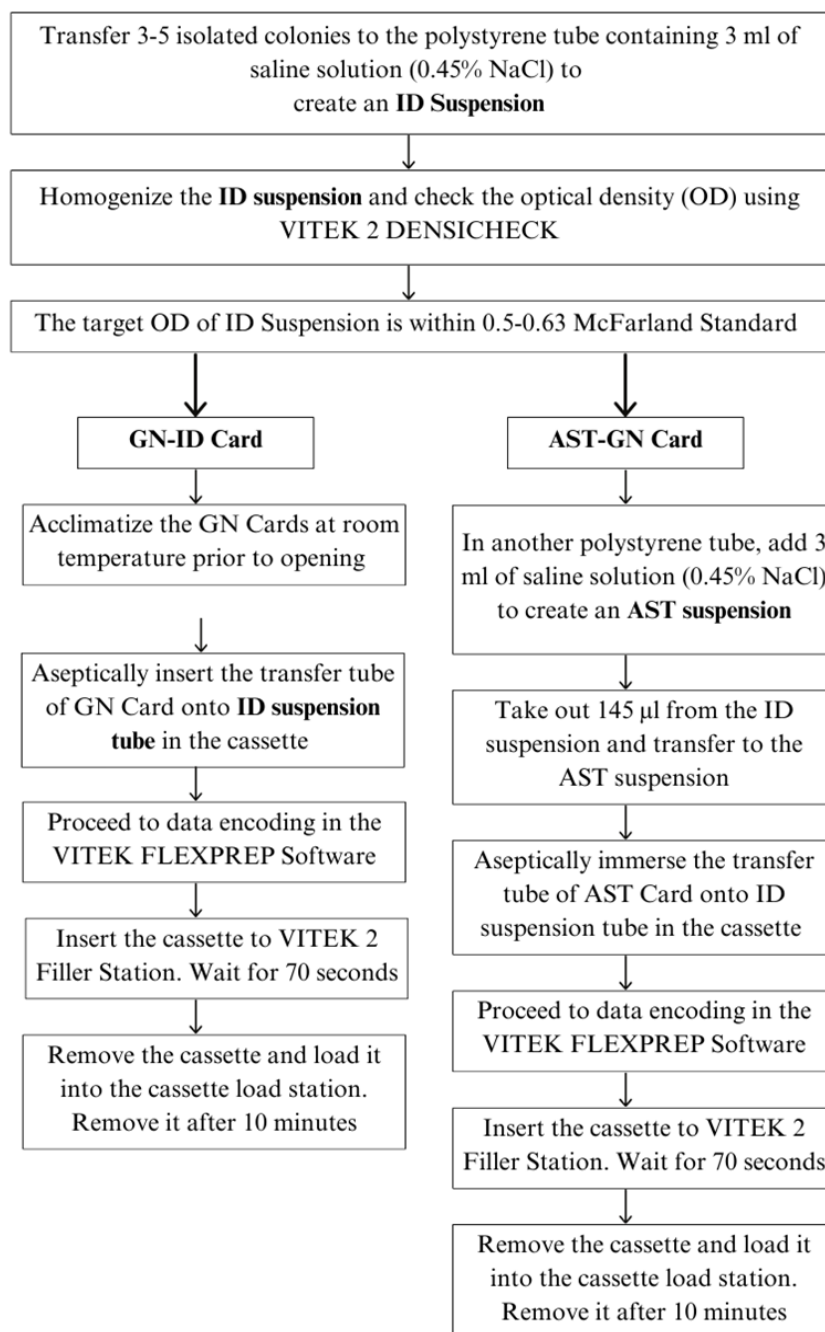 Transfer 3-5 isolated colonies to the polystyrene tube containing 3 ml of
saline solution (0.45% NaCl) to
create an ID Suspension
Homogenize the ID suspension and check the optical density (OD) using
VITEK 2 DENSICHECK
The target OD of ID Suspension is within 0.5-0.63 McFarland Standard
GN-ID Card
Acclimatize the GN Cards at room
temperature prior to opening
Aseptically insert the transfer tube
of GN Card onto ID suspension
tube in the cassette
Proceed to data encoding in the
VITEK FLEXPREP Software
Insert the cassette to VITEK 2
Filler Station. Wait for 70 seconds
Remove the cassette and load it
into the cassette load station.
Remove it after 10 minutes
AST-GN Card
In another polystyrene tube, add 3
ml of saline solution (0.45% NaCl)
to create an AST suspension
Take out 145 µl from the ID
suspension and transfer to the
AST suspension
Aseptically immerse the transfer
tube of AST Card onto ID
suspension tube in the cassette
Proceed to data encoding in the
VITEK FLEXPREP Software
Insert the cassette to VITEK 2
Filler Station. Wait for 70 seconds
Remove the cassette and load it
into the cassette load station.
Remove it after 10 minutes